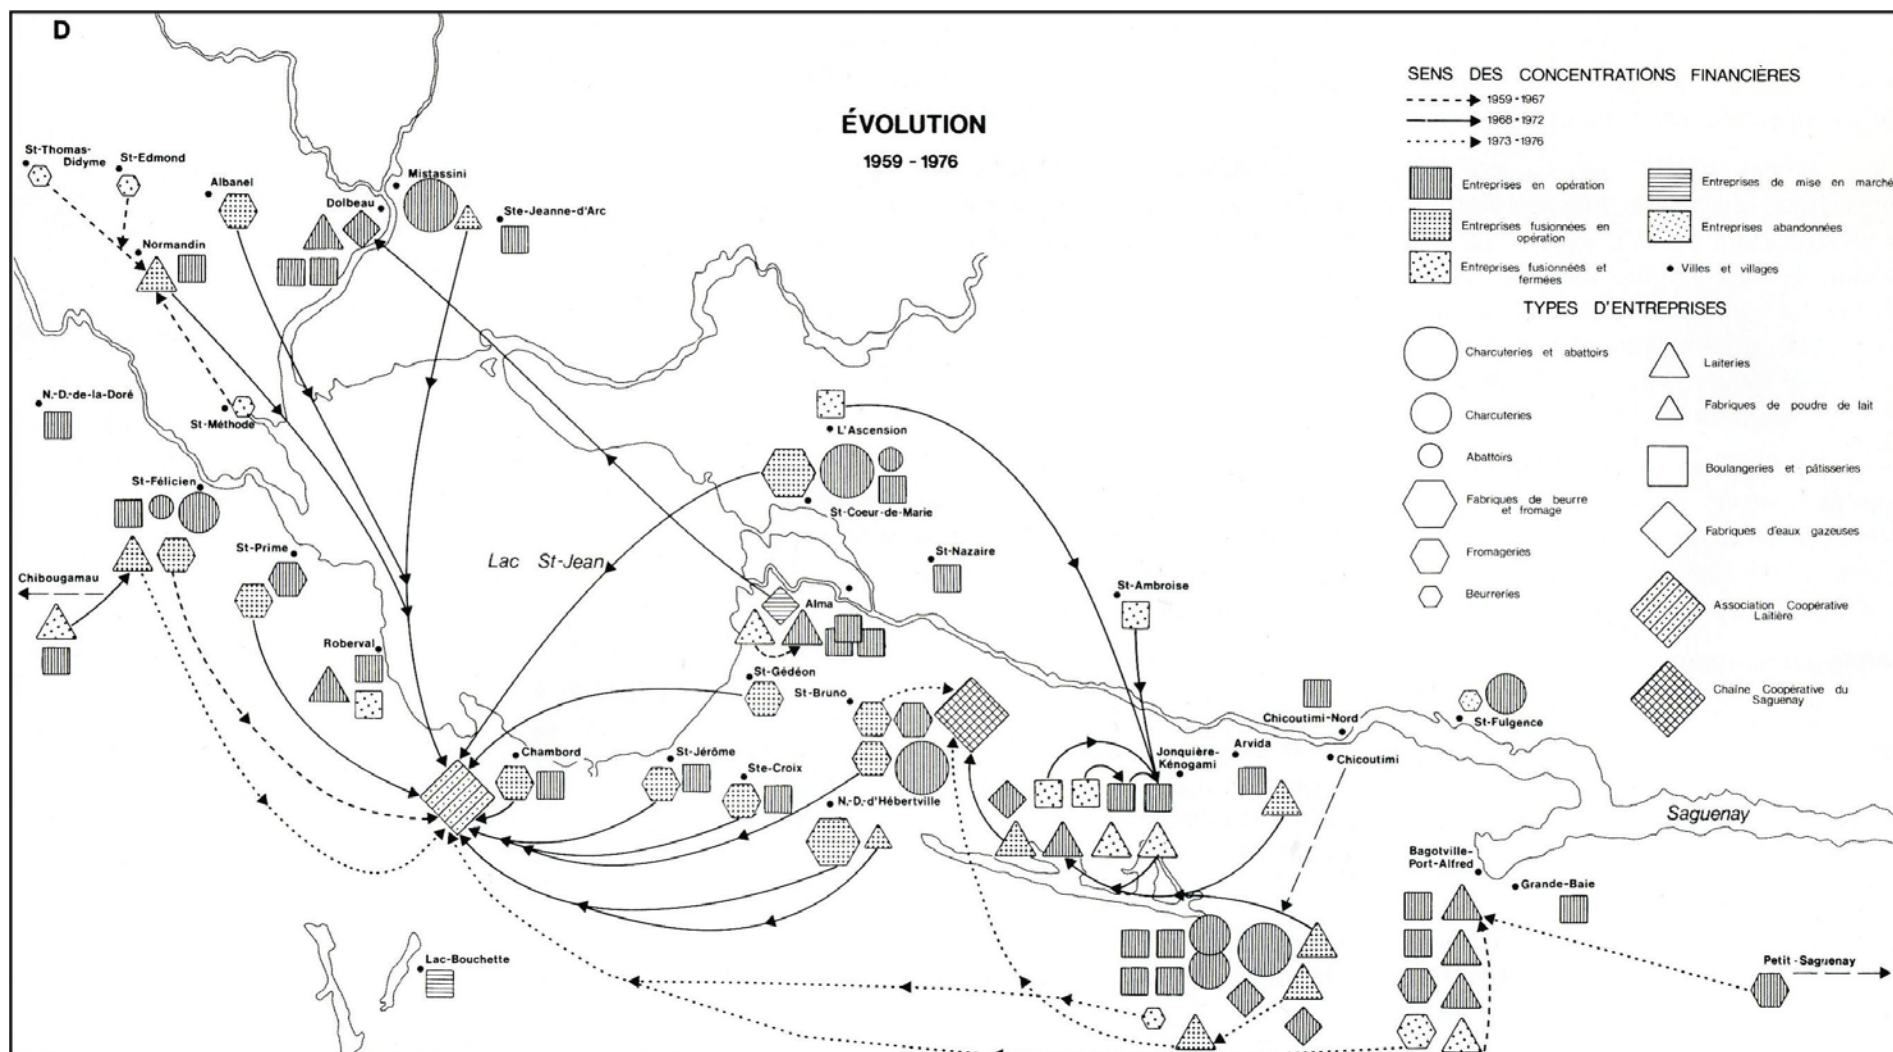 D
ÉVOLUTION
1959 - 1976
SENS DES CONCENTRATIONS FINANCIÈRES
1959-1967
1968-1972
1973-1976
Entreprises en opération
Entreprises fusionnées en
opération
Entreprises fusionnées et
fermées
Entreprises de mise en marché
Entreprises abandonnées
Villes et villages
TYPES D'ENTREPRISES
Charcuteries et abattoirs
Charcuteries
Abattoirs
Fabriques de beurre
et fromage
Fromageries
Beurreries
Laiteries
Fabriques de poudre de lait
Boulangeries et pâtisseries
Fabriques d'eaux gazeuses
Association Coopérative
Laitière
Chaîne Coopérative du
Saguenay
St-Thomas-
Didyme
St-Edmond
Albanel
Mistassini
Dolbeau
Ste-Jeanne-d'Arc
Normandin
N.-D.-de-la-Doré
St-Méthode
L'Ascension
St-Félicien
St-Coeur-de-Marie
St-Prime
Lac St-Jean
St-Nazaire
Chibougamau
St-Ambroise
Alma
Roberval
St-Gédéon
St-Bruno
Chicoutimi-Nord
St-Fulgence
Chambord
St-Jérôme
Ste-Croix
Jonquière-
Kénogami
Arvida
Chicoutimi
N.-D.-d'Hébertville
Saguenay
Bagotville-
Port-Alfred
Grande-Baie
Lac-Bouchette
Petit-Saguenay